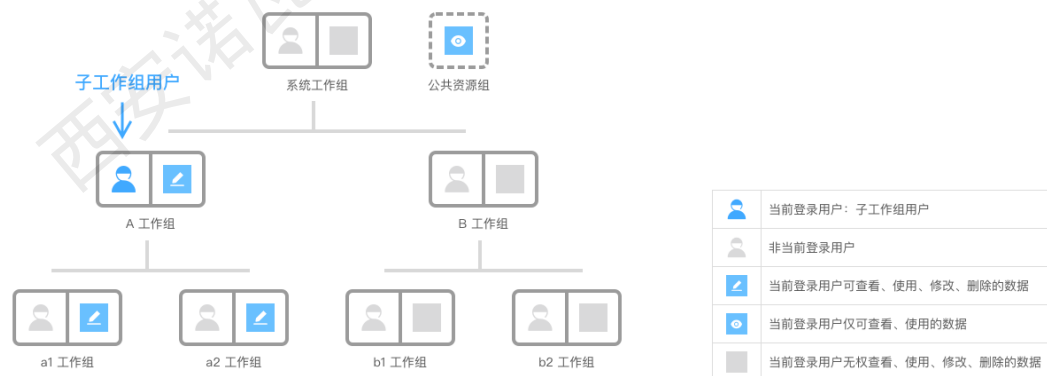 西安诺
子工作组用户
系统工作组
公共资源组
A 工作组
B 工作组
a1 工作组
a2 工作组
b1 工作组
b2 工作组
当前登录用户：子工作组用户
非当前登录用户
当前登录用户可查看、使用、修改、删除的数据
当前登录用户仅可查看、使用的数据
当前登录用户无权查看、使用、修改、删除的数据